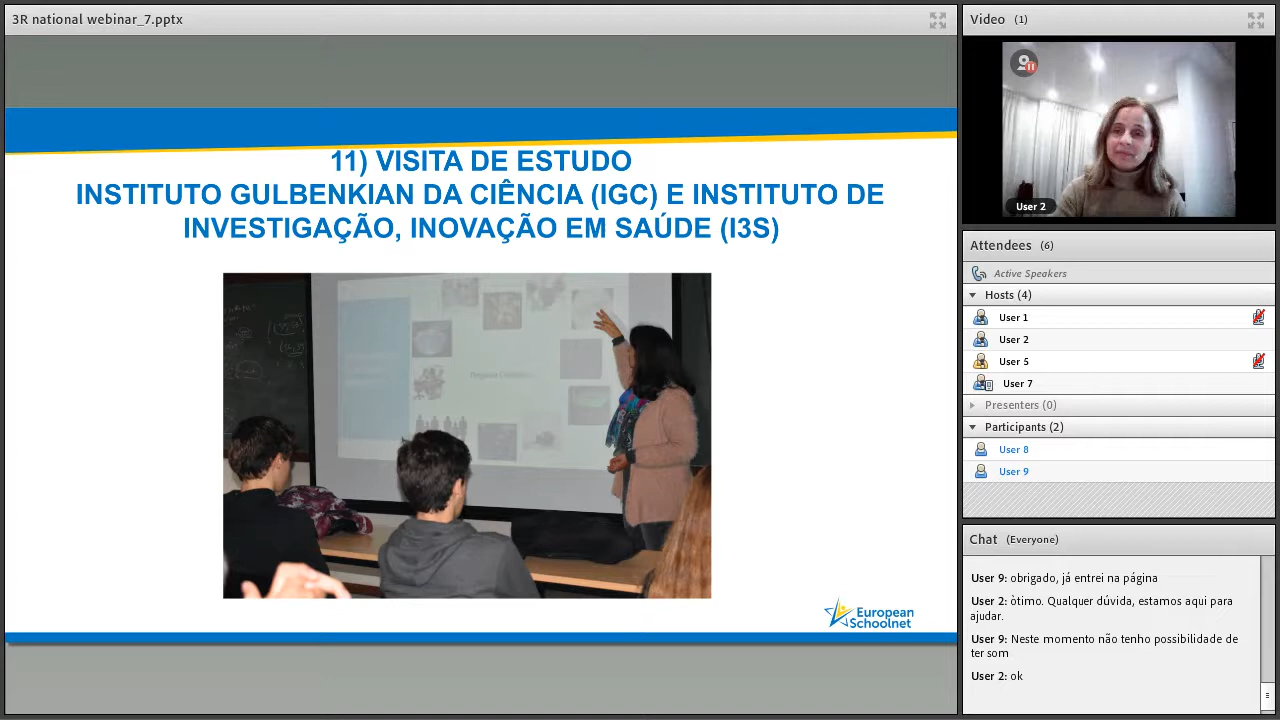 3R national webinar_7.pptx
11) VISITA DE ESTUDO
INSTITUTO GULBENKIAN DA CIÊNCIA (IGC) E INSTITUTO DE
INVESTIGAÇÃO, INOVAÇÃO EM SAÚDE (I3S)
European
Schoolnet
Video (1)
User 2
Attendees (6)
Active Speakers
Hosts (4)
User 1
User 2
User 5
User 7
Presenters (0)
Participants (2)
User 8
User 9
Chat (Everyone)
User 9: obrigado, já entrei na página
User 2: òtimo. Qualquer dúvida, estamos aqui para
ajudar.
User 9: Neste momento não tenho possibilidade de
ter som
User 2: ok